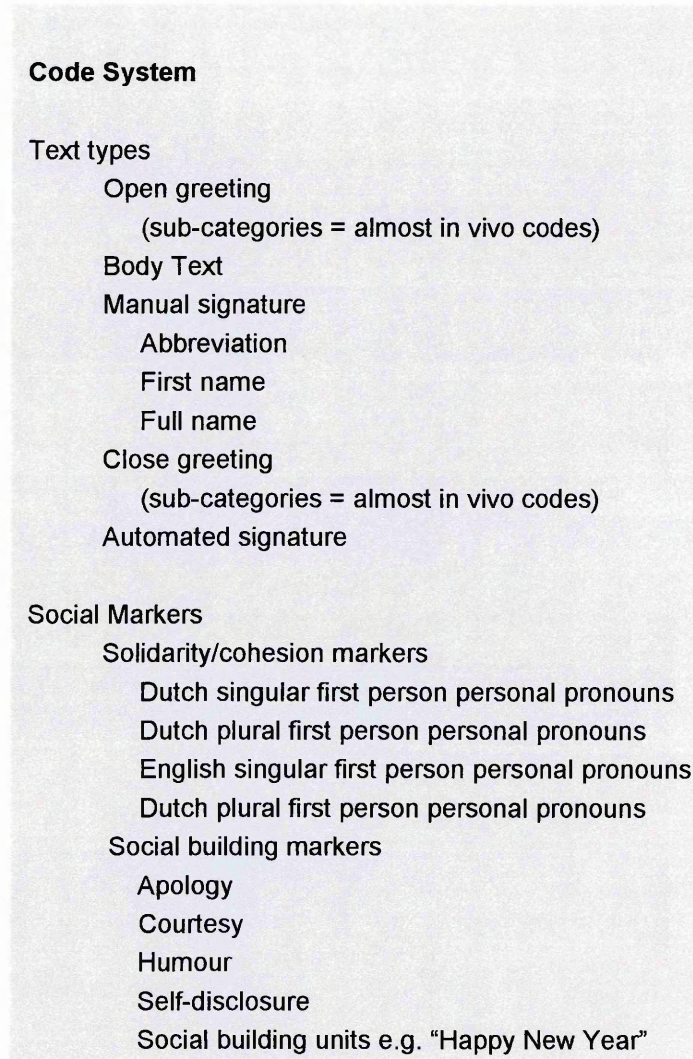 Code System
Text types
Open greeting
(sub-categories = almost in vivo codes)
Body Text
Manual signature
Abbreviation
First name
Full name
Close greeting
(sub-categories = almost in vivo codes)
Automated signature
Social Markers
Solidarity/cohesion markers
Dutch singular first person personal pronouns
Dutch plural first person personal pronouns
English singular first person personal pronouns
Dutch plural first person personal pronouns
Social building markers
Apology
Courtesy
Humour
Self-disclosure
Social building units e.g. “Happy New Year”